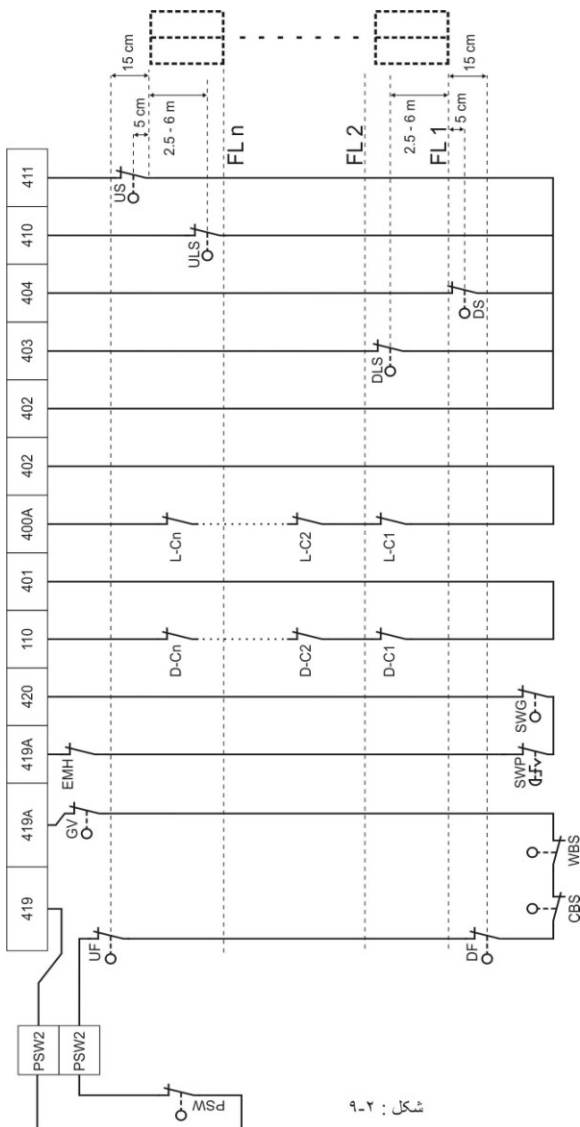 411
410
404
403
402
402
400A
401
110
420
419A
419A
419
PSW2
PSW2
15 cm
5 cm
2.5 - 6 m
FL n
FL 2
2.5 - 6 m
FL 1
5 cm
15 cm
US
ULS
DS
DLS
L-Cn
L-C2
L-C1
D-Cn
D-C2
D-C1
SWG
EMH
SWP
GV
WBS
CBS
UF
DF
PSW
شکل : ۲-۹